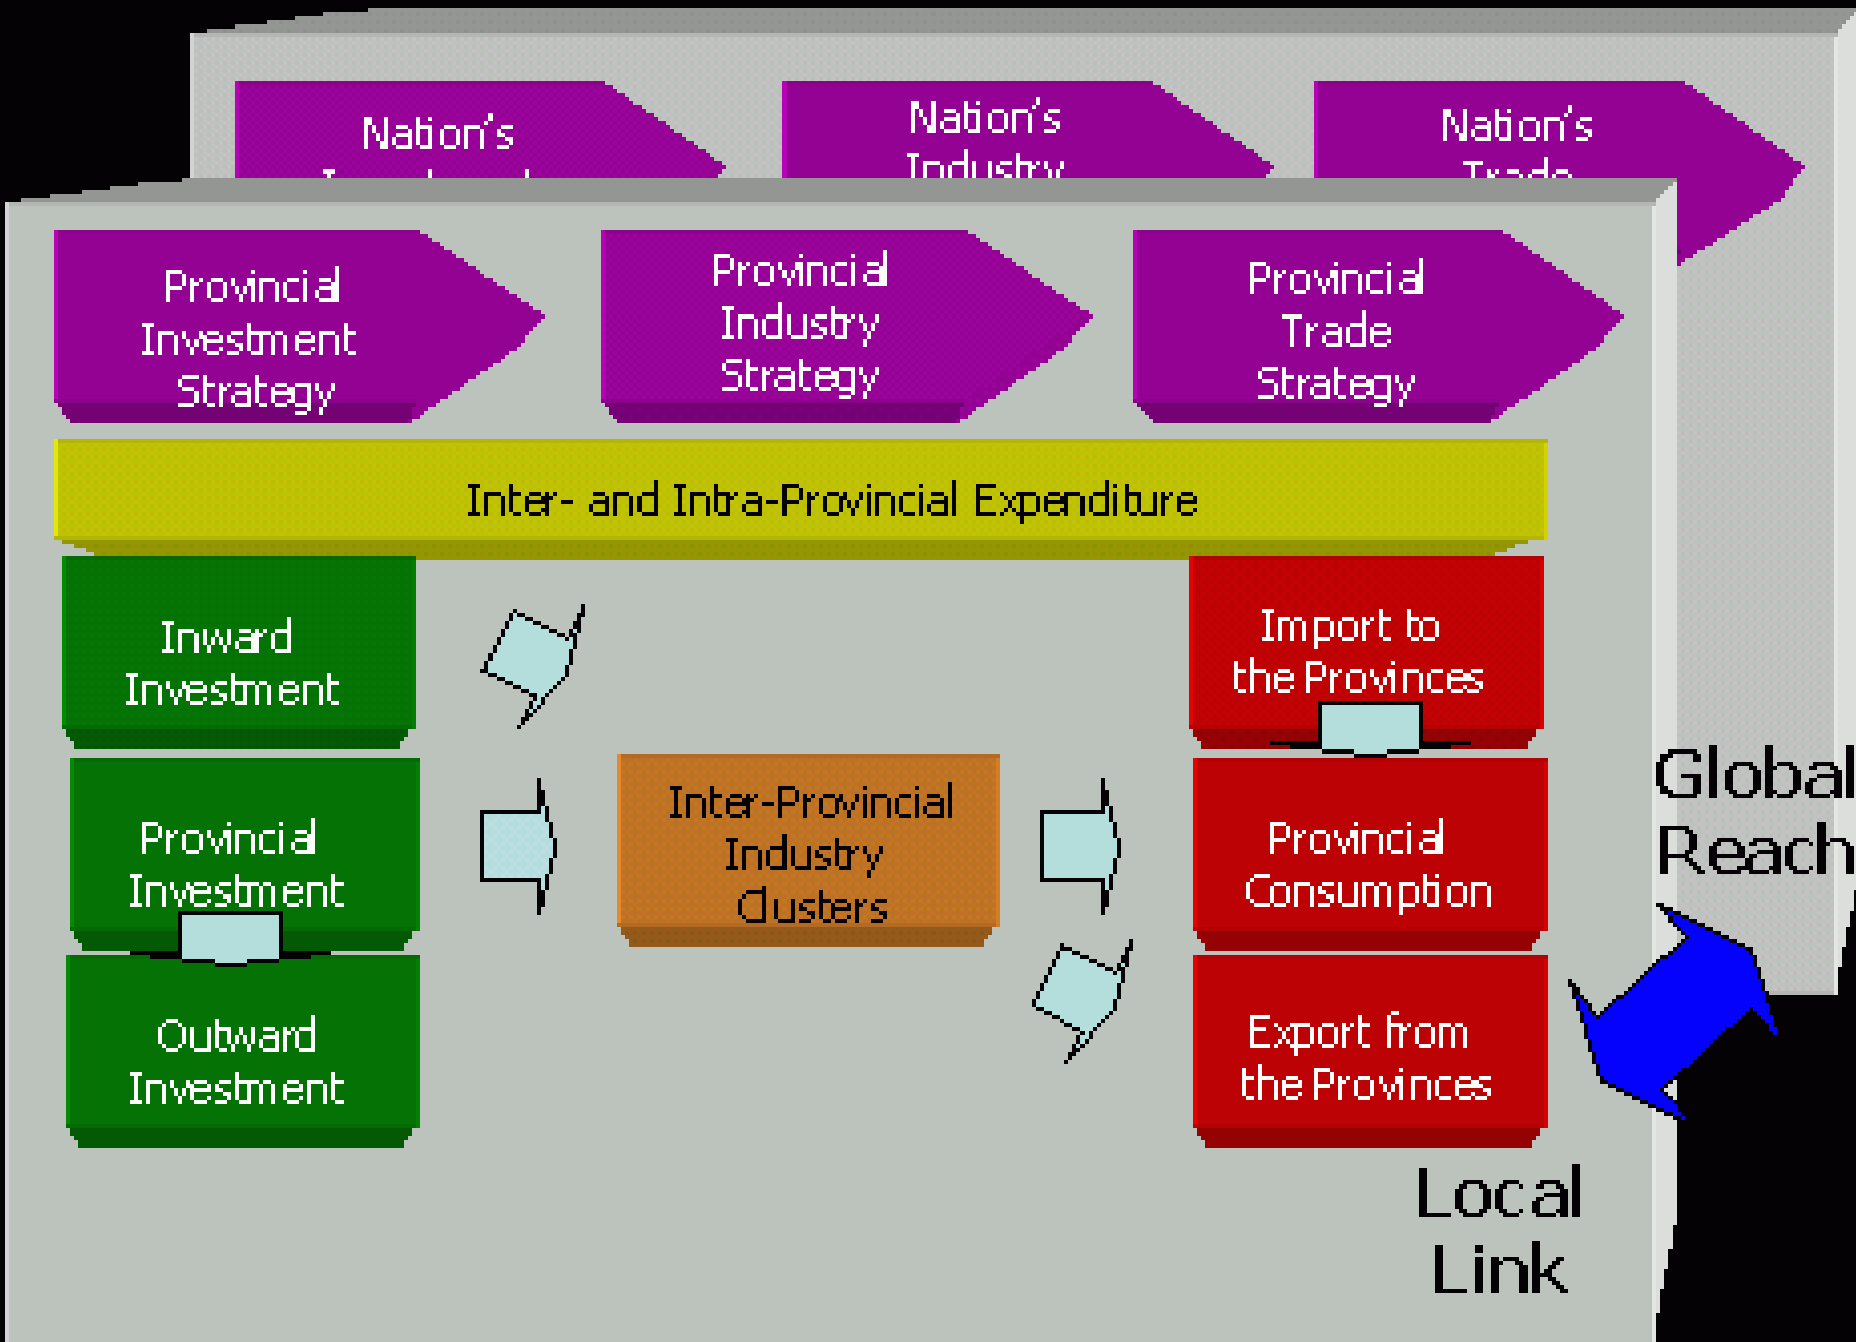 Nation's
Nation's
Industry
Nation's
Trade
Provincial
Investment
Strategy
Provincial
Industry
Strategy
Provincial
Trade
Strategy
Inter- and Intra-Provincial Expenditure
Inward
Investment
Import to
the Provinces
Provincial
Investment
Inter-Provincial
Industry
Clusters
Provincial
Consumption
Global
Reach
Outward
Investment
Export from
the Provinces
Local
Link